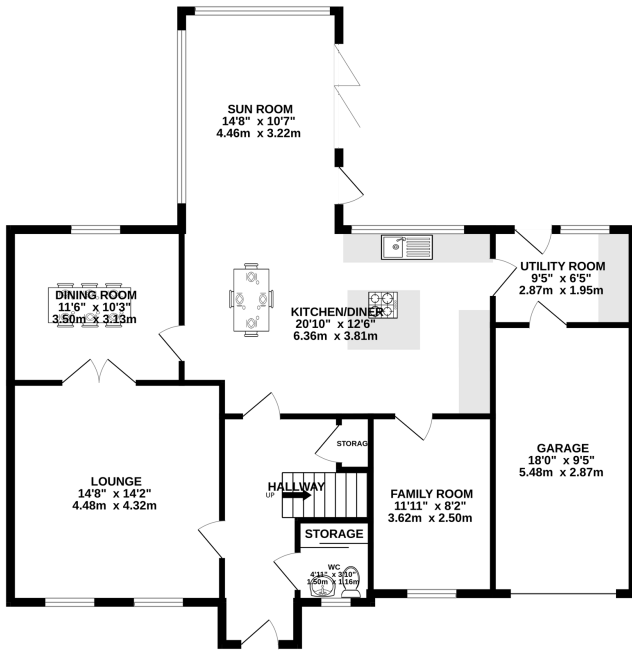 SUN ROOM
14'8" x 10'7"
4.46m x 3.22m
DINING ROOM
11'6" x 10'3"
3.50m x 3.13m
KITCHEN/DINER
20'10" x 12'6"
6.36m x 3.81m
UTILITY ROOM
9'5" x 6'5"
2.87m x 1.95m
STORAG
LOUNGE
14'8" x 14'2"
4.48m x 4.32m
HALLWAY
UP
FAMILY ROOM
11'11" x 8'2"
3.62m x 2.50m
GARAGE
18'0" x 9'5"
5.48m x 2.87m
STORAGE
WC
4'11" x 3'10"
1.50m x 1.16m